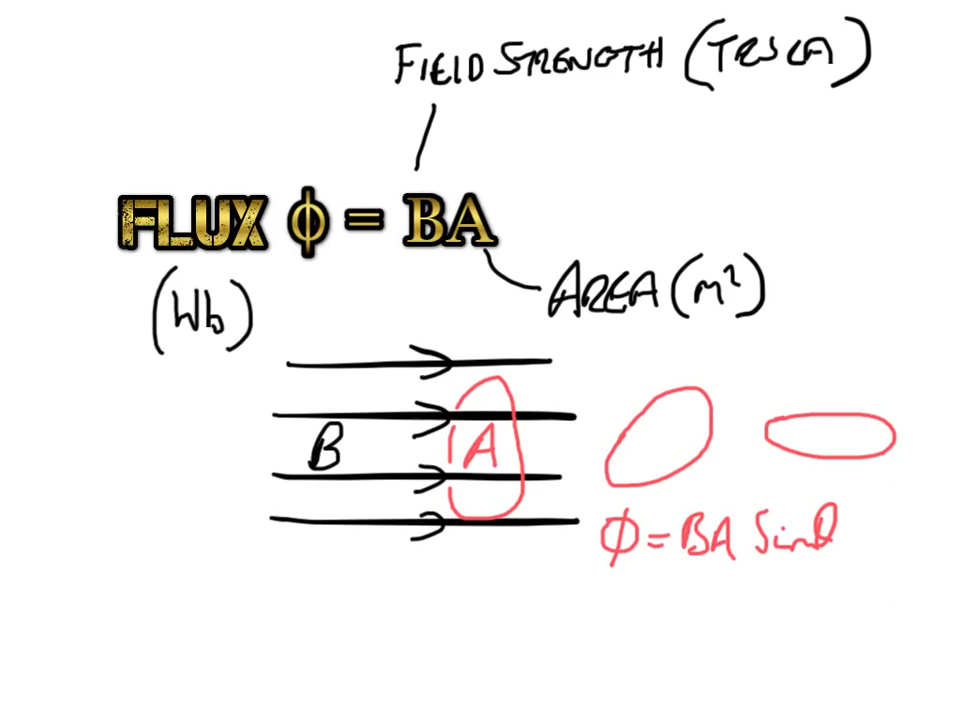 FIELD STRENGTH (TESLA)
FLUX ϕ = BA
(Wb)
AREA (m²)
B
A
ϕ = BA Sinθ